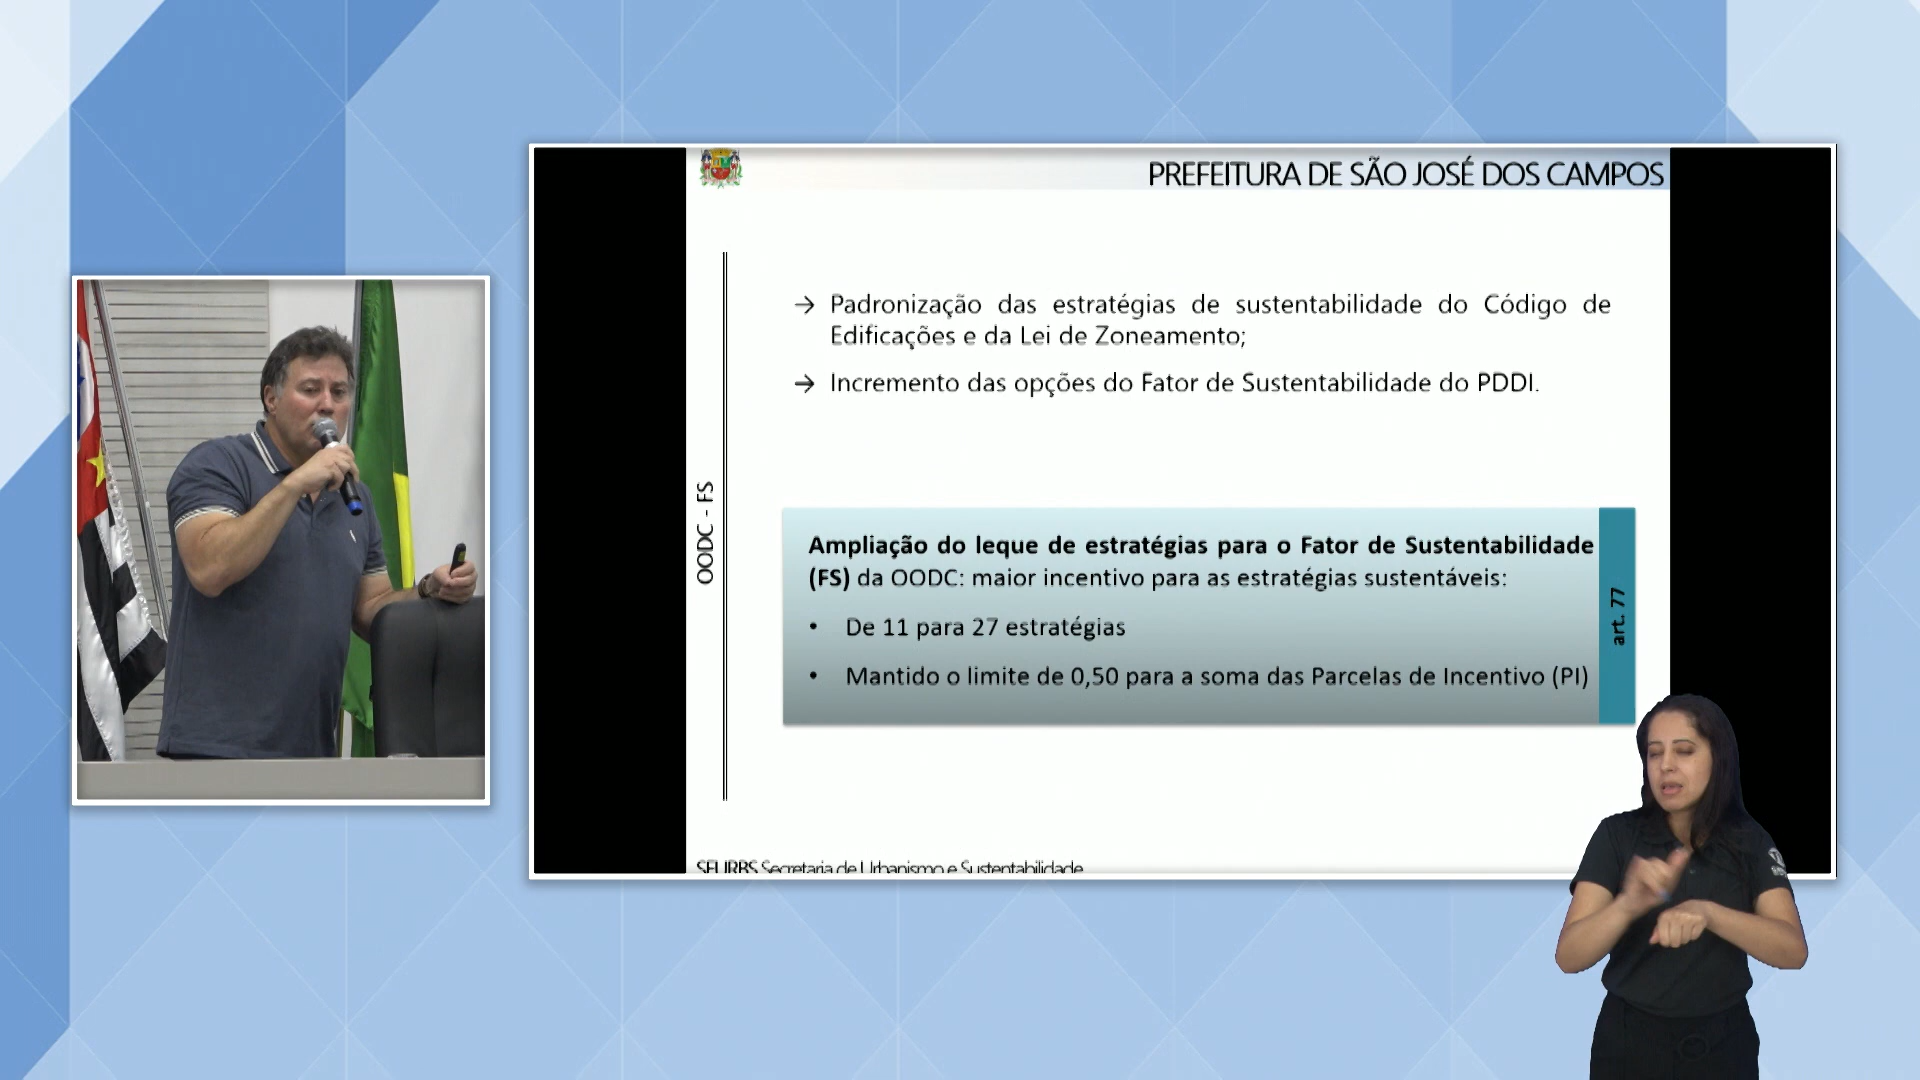 PREFEITURA DE SÃO JOSÉ DOS CAMPOS
→ Padronização das estratégias de sustentabilidade do Código de
Edificações e da Lei de Zoneamento;
→ Incremento das opções do Fator de Sustentabilidade do PDDI.
OODC - FS
Ampliação do leque de estratégias para o Fator de Sustentabilidade
(FS) da OODC: maior incentivo para as estratégias sustentáveis:
• De 11 para 27 estratégias
• Mantido o limite de 0,50 para a soma das Parcelas de Incentivo (PI)
art. 77
SEURBS Secretaria de Urbanismo e Sustentabilidade